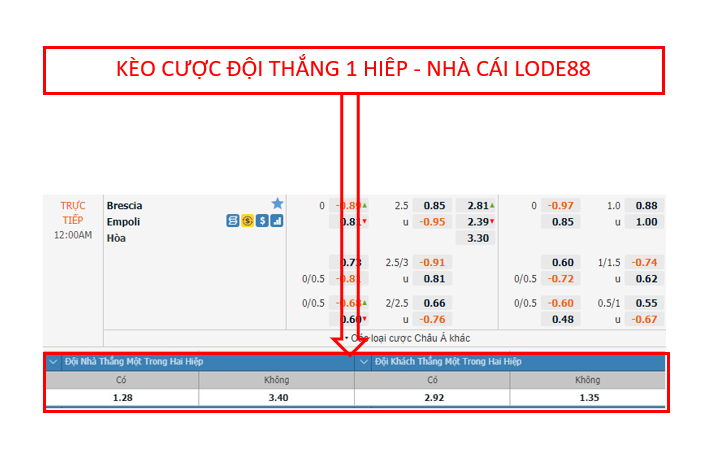 KÈO CƯỢC ĐỘI THẮNG 1 HIÊP - NHÀ CÁI LODE88
TRỰC TIẾP 12:00AM
Brescia 0 -0.89 2.5 0.85 2.81 0 -0.97 1.0 0.88
Empoli 0.81 u -0.95 2.39 0.85 u 1.00
Hòa 3.30
0.73 2.5/3 -0.91 0.60 1/1.5 -0.74
0/0.5 u 0.81 0/0.5 -0.72 u 0.62
0/0.5 -0.68 2/2.5 0.66 0/0.5 -0.60 0.5/1 0.55
0.60 u -0.76 0.48 u -0.67
Các loại cược Châu Á khác
Đội Nhà Thắng Một Trong Hai Hiệp Đội Khách Thắng Một Trong Hai Hiệp
Có Không Có Không
1.28 3.40 2.92 1.35